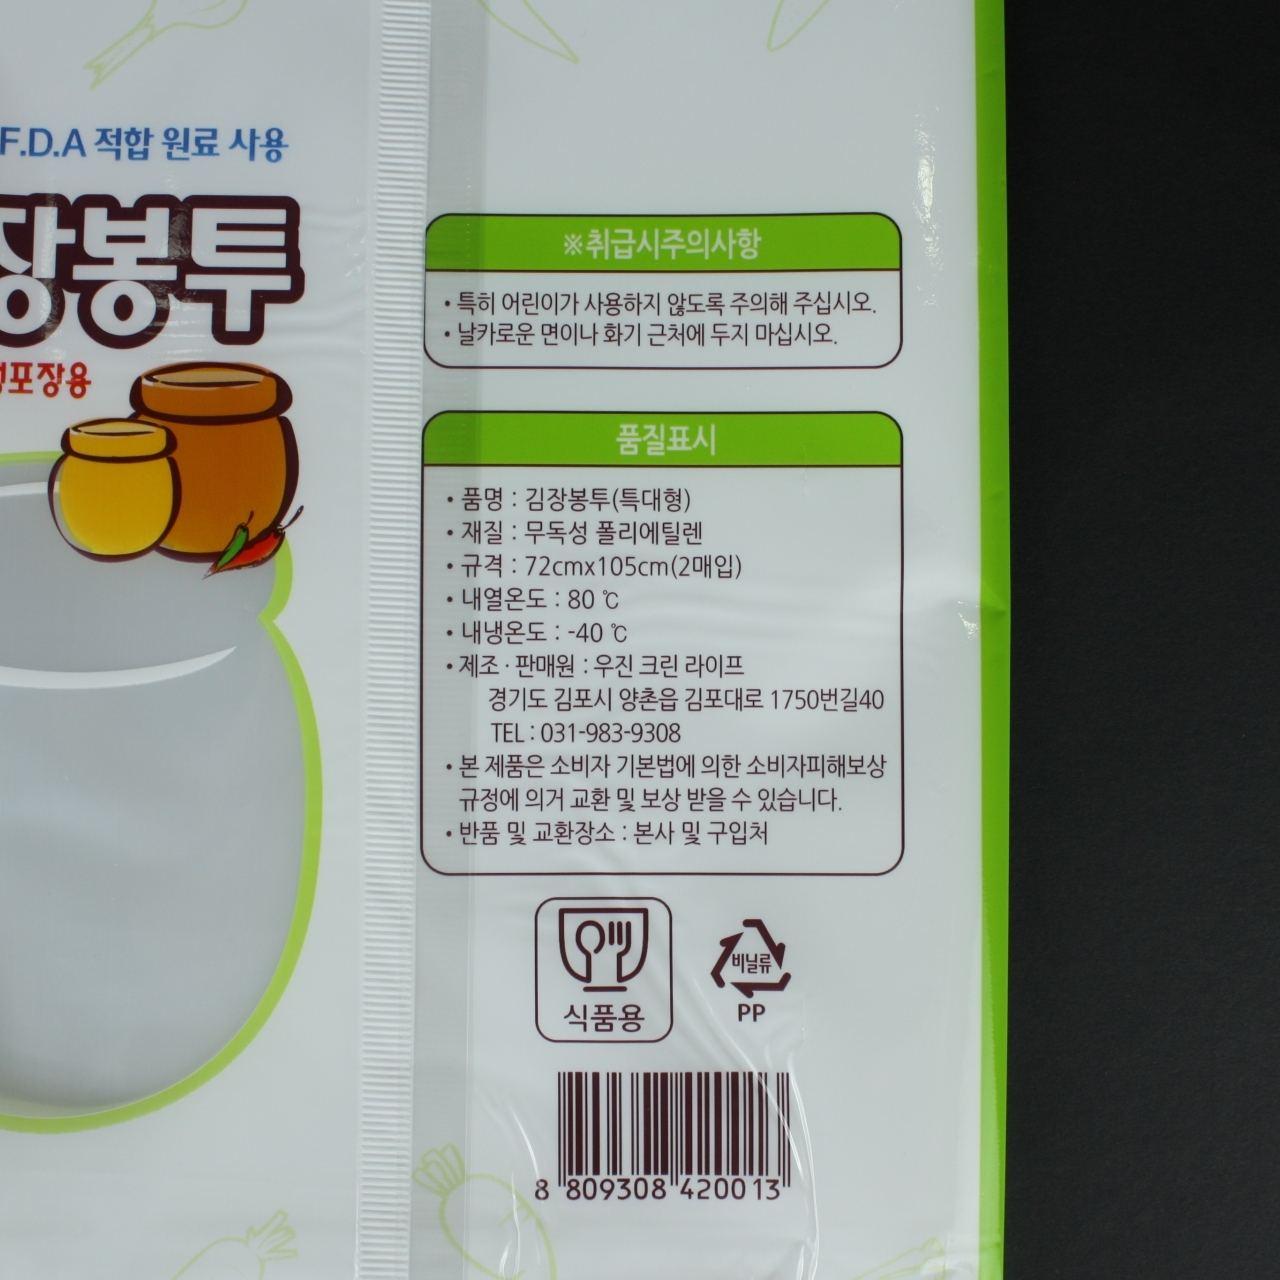 F.D.A 적합 원료 사용
장봉투
포장용
※취급시주의사항
• 특히 어린이가 사용하지 않도록 주의해 주십시오.
• 날카로운 면이나 화기 근처에 두지 마십시오.
품질표시
• 품명 : 김장봉투(특대형)
• 재질 : 무독성 폴리에틸렌
• 규격 : 72cmx105cm(2매입)
• 내열온도 : 80 ℃
• 내냉온도 : -40 ℃
• 제조 · 판매원 : 우진 크린 라이프
경기도 김포시 양촌읍 김포대로 1750번길40
TEL : 031-983-9308
• 본 제품은 소비자 기본법에 의한 소비자피해보상
규정에 의거 교환 및 보상 받을 수 있습니다.
• 반품 및 교환장소 : 본사 및 구입처
식품용
비닐류
PP
8 809308 420013